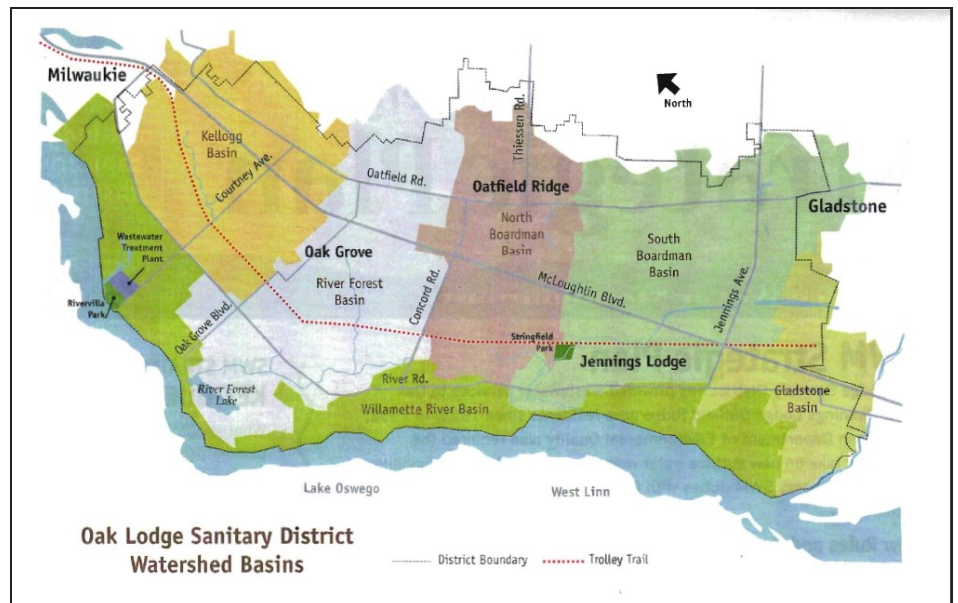 Milwaukie
North
Kellogg
Basin
Courtney Ave.
Thiessen Rd.
Oatfield Rd.
Oatfield Ridge
Gladstone
North
Boardman
Basin
South
Boardman
Basin
Wastewater
Treatment
Plant
Oak Grove
River Forest
Basin
Rivervilla
Park
Oak Grove Blvd.
Concord Rd.
McLoughlin Blvd.
Jennings Ave.
Stringfield
Park
Jennings Lodge
River Rd.
River Forest
Lake
Willamette River Basin
Gladstone
Basin
Lake Oswego
West Linn
Oak Lodge Sanitary District
Watershed Basins
District Boundary
Trolley Trail